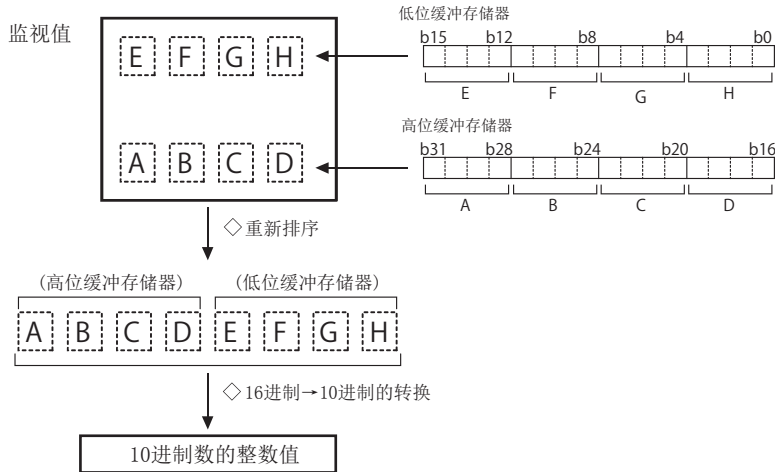 监视值
E F G H
A B C D
低位缓冲存储器
b15 b12 b8 b4 b0
E F G H
高位缓冲存储器
b31 b28 b24 b20 b16
A B C D
◇重新排序
(高位缓冲存储器) (低位缓冲存储器)
A B C D E F G H
◇16进制→10进制的转换
10进制数的整数值